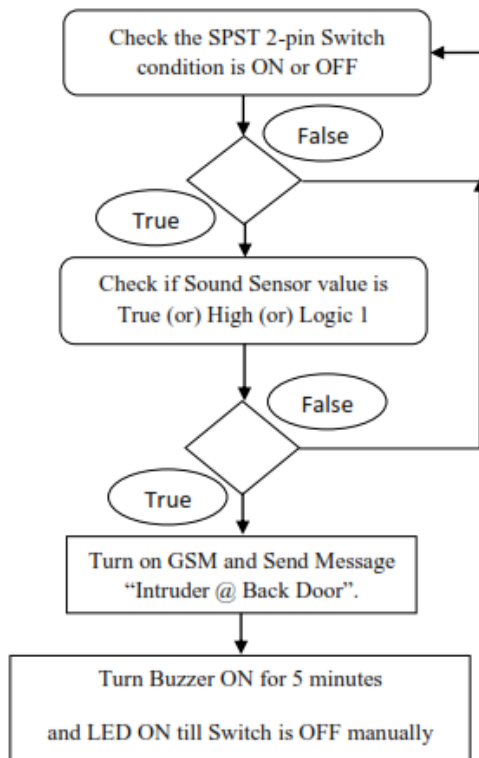 Check the SPST 2-pin Switch
condition is ON or OFF
False
True
Check if Sound Sensor value is
True (or) High (or) Logic 1
False
True
Turn on GSM and Send Message
“Intruder @ Back Door”.
Turn Buzzer ON for 5 minutes
and LED ON till Switch is OFF manually